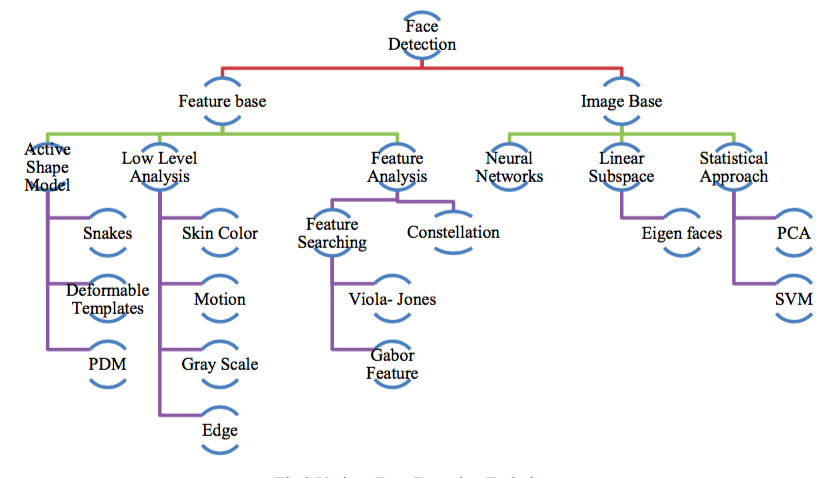 Face
Detection
Feature base
Image Base
Active
Shape
Model
Low Level
Analysis
Feature
Analysis
Neural
Networks
Linear
Subspace
Statistical
Approach
Snakes
Skin Color
Feature
Searching
Constellation
Eigen faces
PCA
Deformable
Templates
Motion
Viola- Jones
SVM
PDM
Gray Scale
Gabor
Feature
Edge